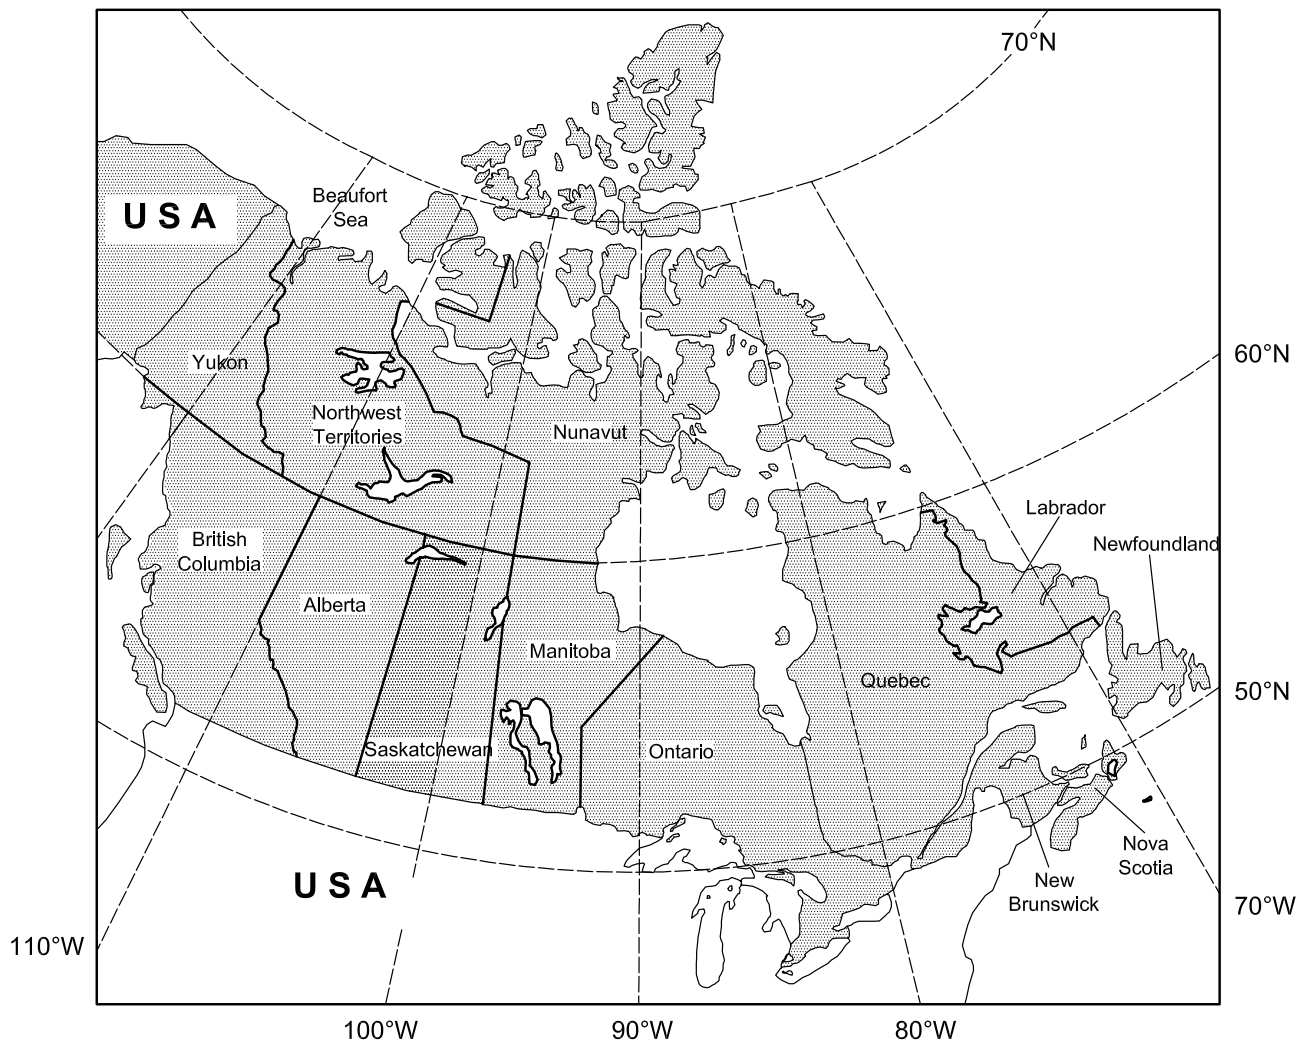 70°N
Beaufort
Sea
USA
60°N
Yukon
Northwest
Territories
Nunavut
Labrador
British
Columbia
Newfoundland
Alberta
Manitoba
Quebec
50°N
Saskatchewan
Ontario
Nova
Scotia
USA
New
Brunswick
70°W
110°W
100°W
90°W
80°W